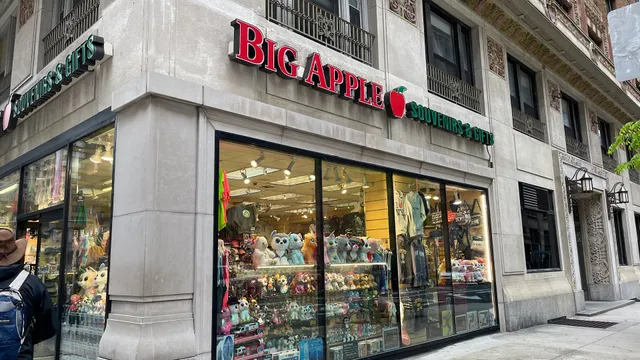 SOUVENIRS & GIFTS
BIG APPLE SOUVENIRS & GIFTS